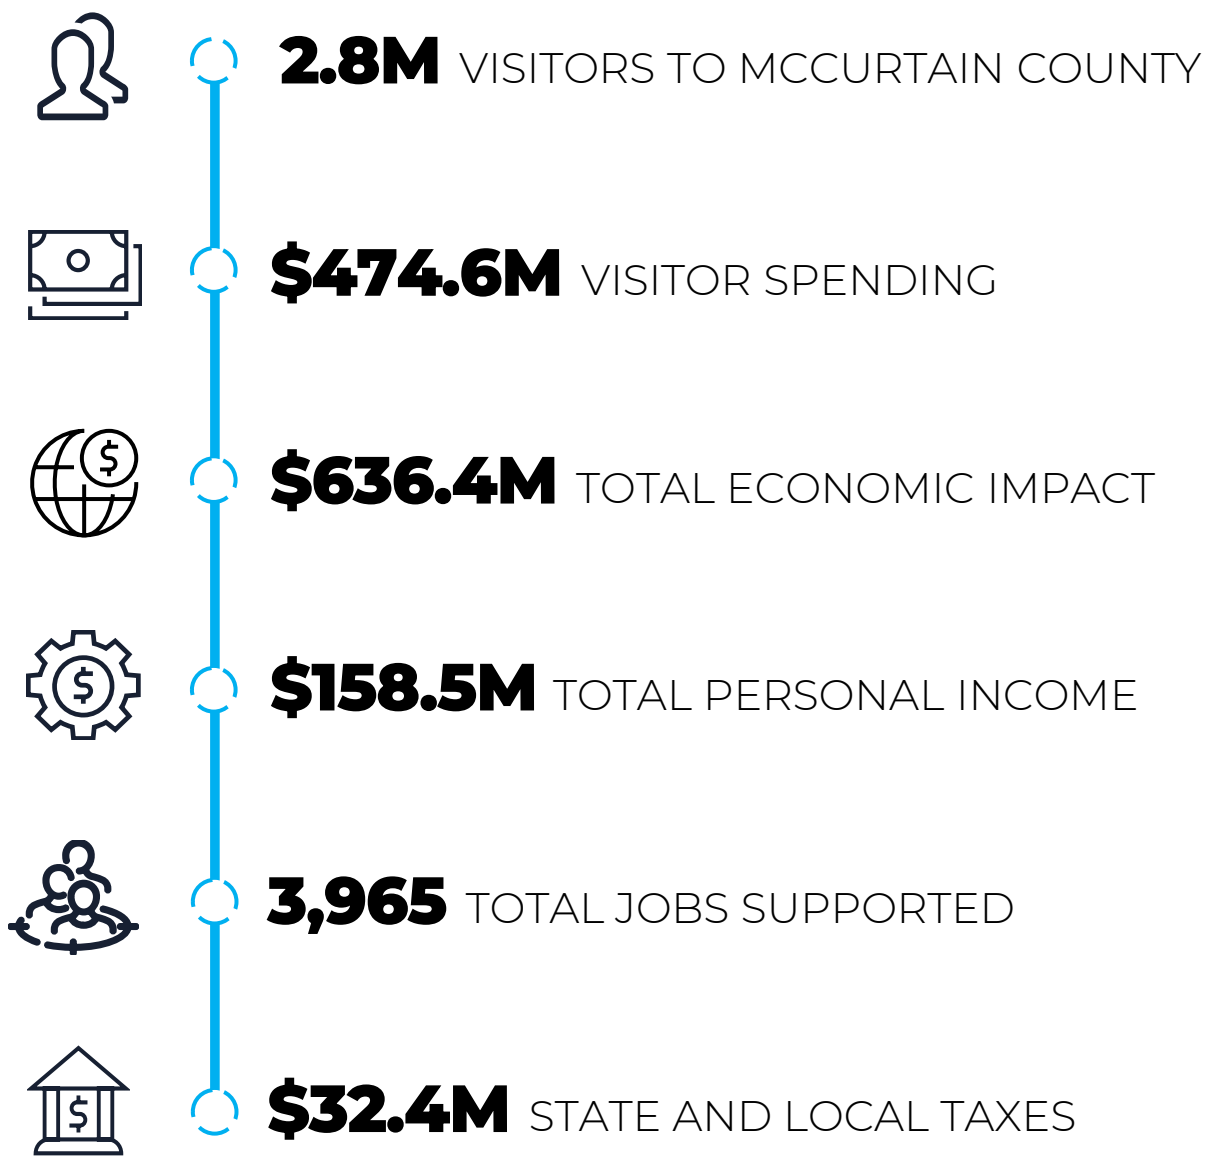 2.8M VISITORS TO MCCURTAIN COUNTY
$474.6M VISITOR SPENDING
$
$636.4M TOTAL ECONOMIC IMPACT
$
$158.5M TOTAL PERSONAL INCOME
3,965 TOTAL JOBS SUPPORTED
$
$32.4M STATE AND LOCAL TAXES